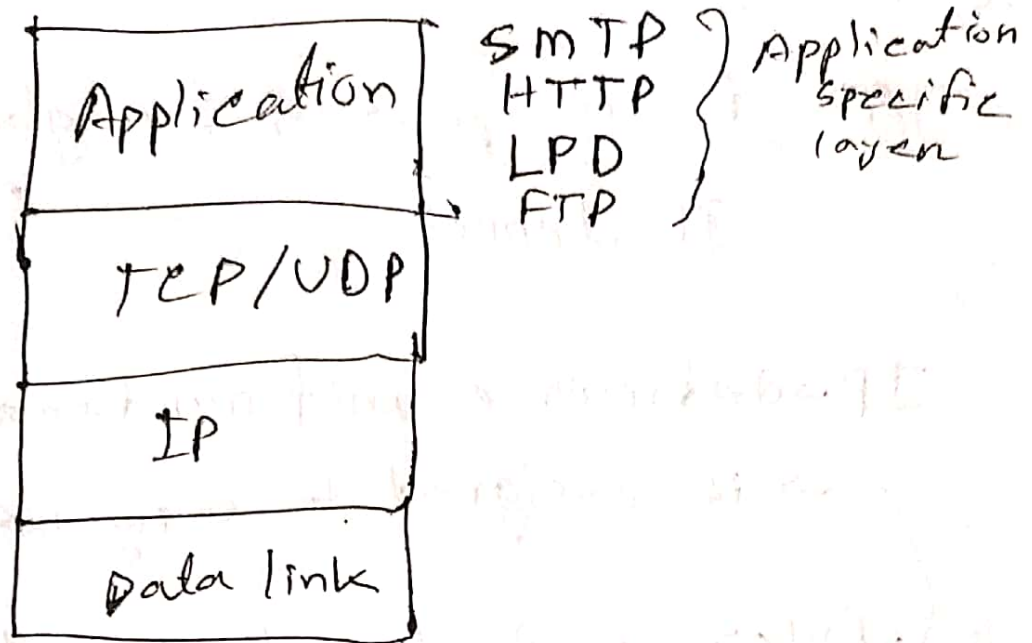 Application
SMTP
HTTP
LPD
FTP
Application
specific
layer
TCP/UDP
IP
Data link